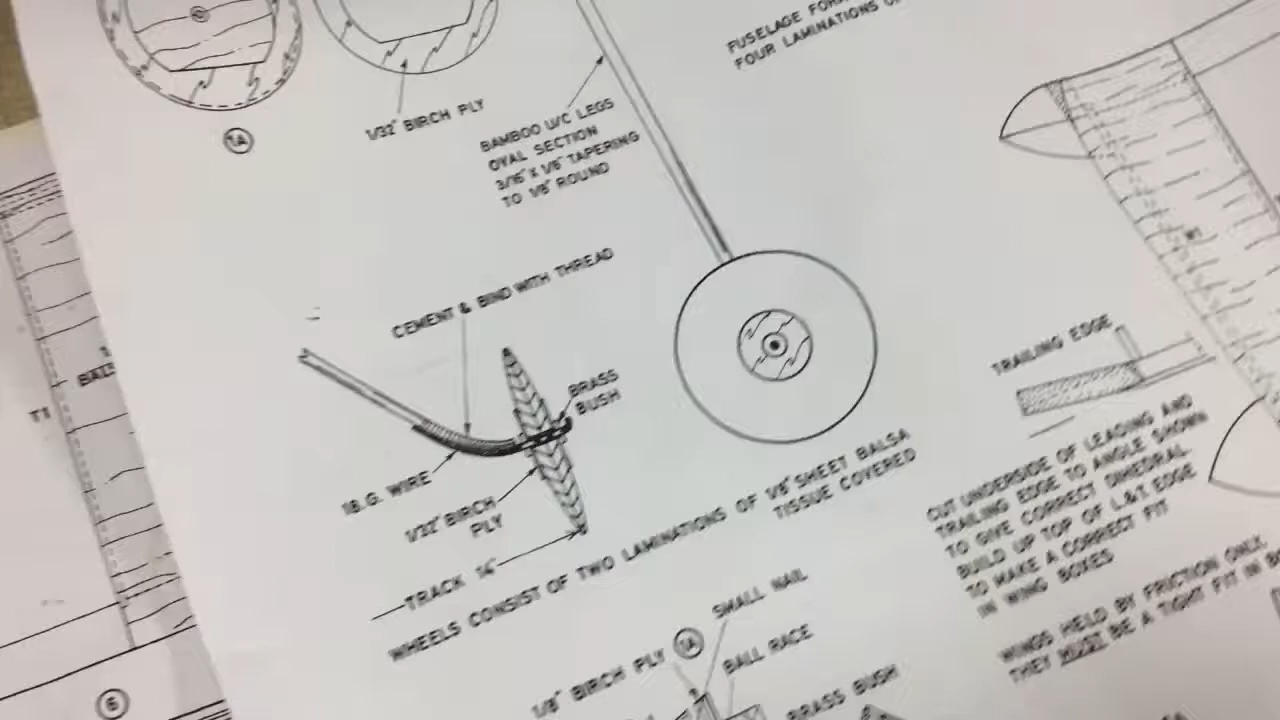 FUSELAGE
FOUR LAMINATIONS
1A
1/32" BIRCH PLY
BAMBOO U/C LEGS
OVAL SECTION
3/16" X 1/8" TAPERING
TO 1/8" ROUND
CEMENT & BIND WITH THREAD
BRASS
BUSH
18.G. WIRE
1/32" BIRCH
PLY
TRACK 14"
WHEELS CONSIST OF TWO LAMINATIONS OF 1/8" SHEET BALSA
TISSUE COVERED
W1
TRAILING EDGE
CUT UNDERSIDE OF LEADING AND
TRAILING EDGE TO ANGLE SHOWN
TO GIVE CORRECT DIHEDRAL
BUILD UP TOP OF L.& T. EDGE
TO MAKE A CORRECT FIT
IN WING BOXES
WINGS HELD BY FRICTION ONLY.
THEY MUST BE A TIGHT FIT IN
SMALL NAIL
1A
1/8" BIRCH PLY
BALL RACE
BRASS BUSH
T1
6